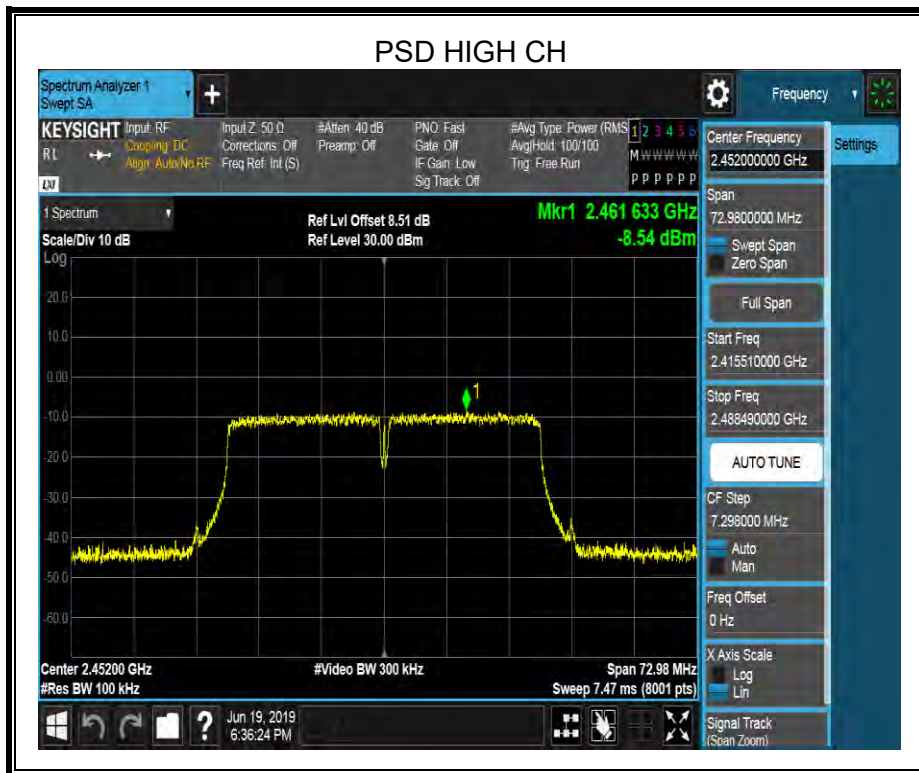 PSD HIGH CH
Spectrum Analyzer 1
Swept SA
+
Frequency
KEYSIGHT
RL
LXI
Input: RF
Coupling: DC
Align: Auto/No RF
Input Z: 50 Ω
Corrections: Off
Freq Ref: Int (S)
#Atten: 40 dB
Preamp: Off
PNO: Fast
Gate: Off
IF Gain: Low
Sig Track: Off
#Avg Type: Power (RMS
Avg|Hold: 100/100
Trig: Free Run
1 2 3 4 5 6
M W W W W W
P P P P P P
Center Frequency
2.452000000 GHz
Settings
Span
72.9800000 MHz
Swept Span
Zero Span
Full Span
Start Freq
2.415510000 GHz
Stop Freq
2.488490000 GHz
AUTO TUNE
CF Step
7.298000 MHz
Auto
Man
Freq Offset
0 Hz
X Axis Scale
Log
Lin
Signal Track
(Span Zoom)
1 Spectrum
Scale/Div 10 dB
Ref Lvl Offset 8.51 dB
Ref Level 30.00 dBm
Mkr1 2.461 633 GHz
-8.54 dBm
Log
20.0
10.0
0.00
-10.0
-20.0
-30.0
-40.0
-50.0
-60.0
1
Center 2.45200 GHz
#Res BW 100 kHz
#Video BW 300 kHz
Span 72.98 MHz
Sweep 7.47 ms (8001 pts)
?
Jun 19, 2019
6:36:24 PM